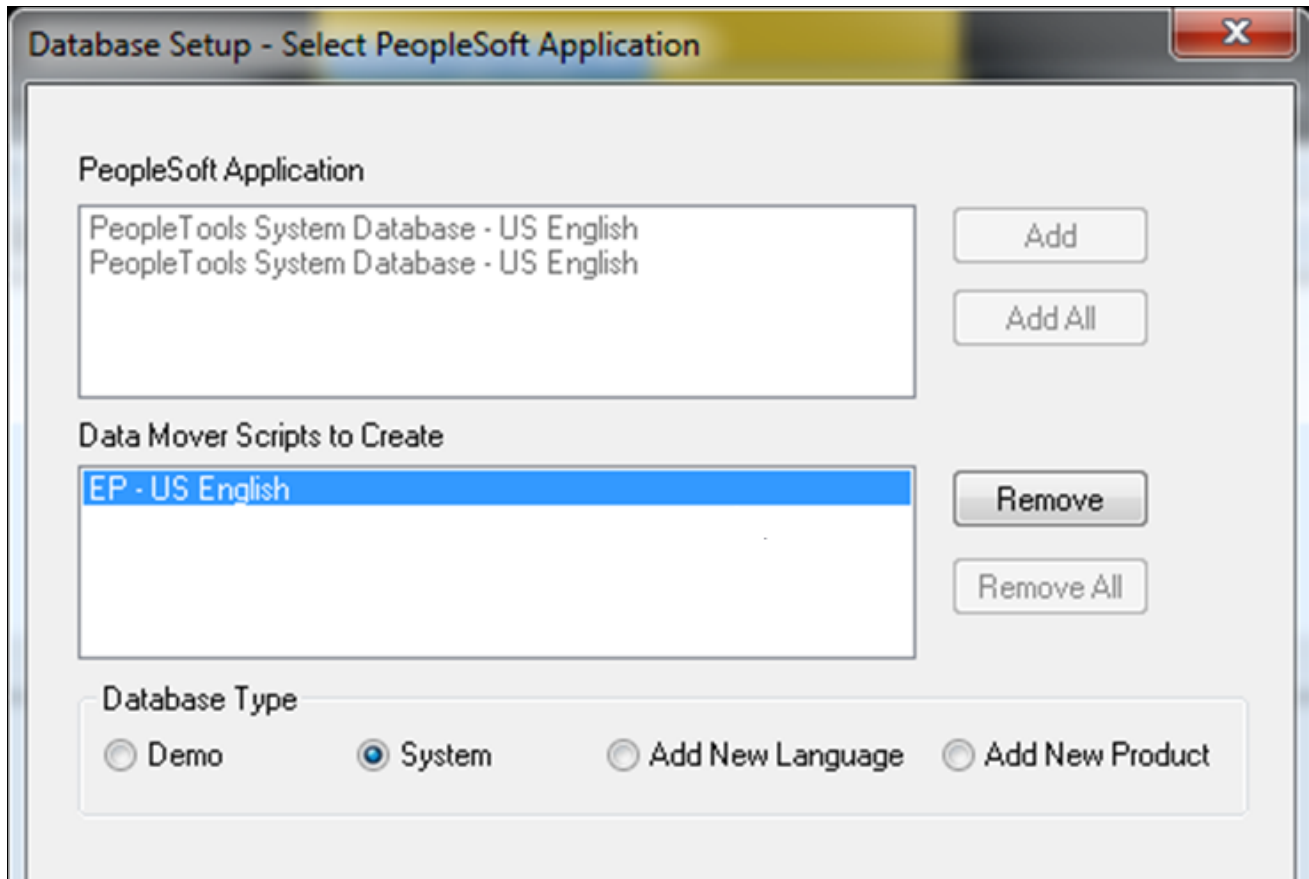 Database Setup - Select PeopleSoft Application
PeopleSoft Application
PeopleTools System Database - US English
PeopleTools System Database - US English
Add
Add All
Data Mover Scripts to Create
EP - US English
Remove
Remove All
Database Type
Demo System Add New Language Add New Product